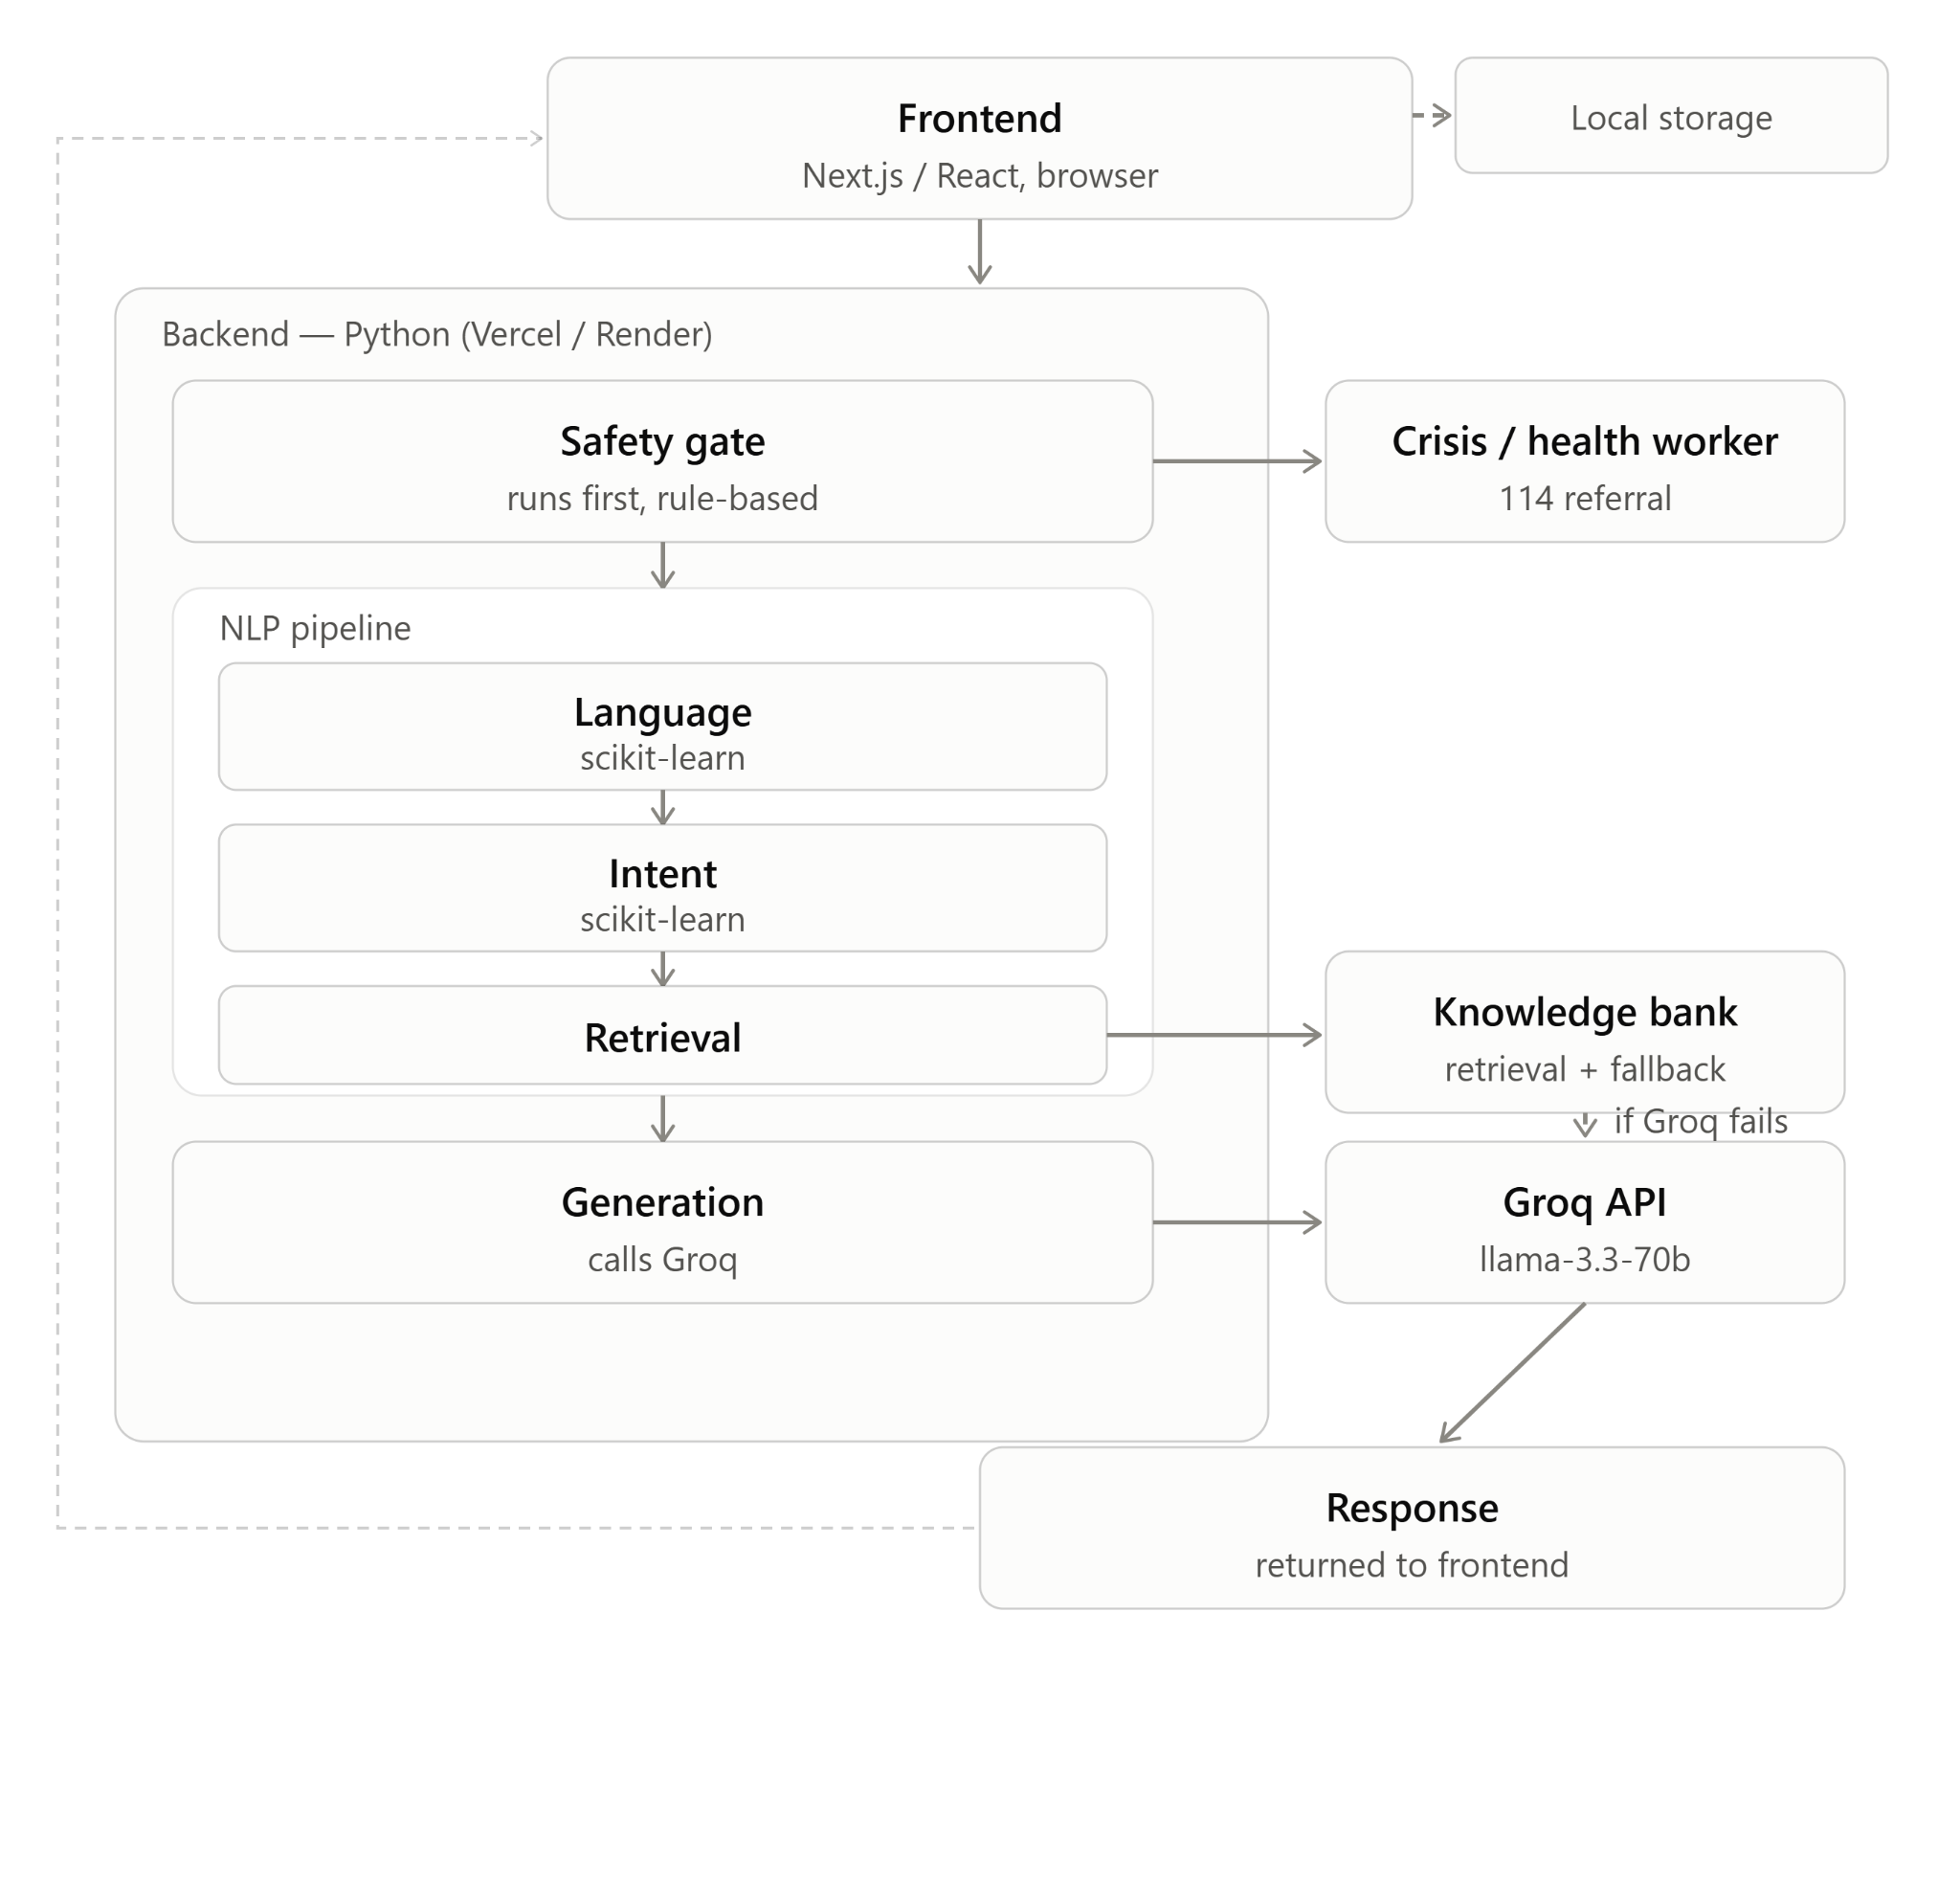 Frontend
Next.js / React, browser
Local storage
Backend — Python (Vercel / Render)
Safety gate
runs first, rule-based
Crisis / health worker
114 referral
NLP pipeline
Language
scikit-learn
Intent
scikit-learn
Retrieval
Knowledge bank
retrieval + fallback
if Groq fails
Generation
calls Groq
Groq API
llama-3.3-70b
Response
returned to frontend